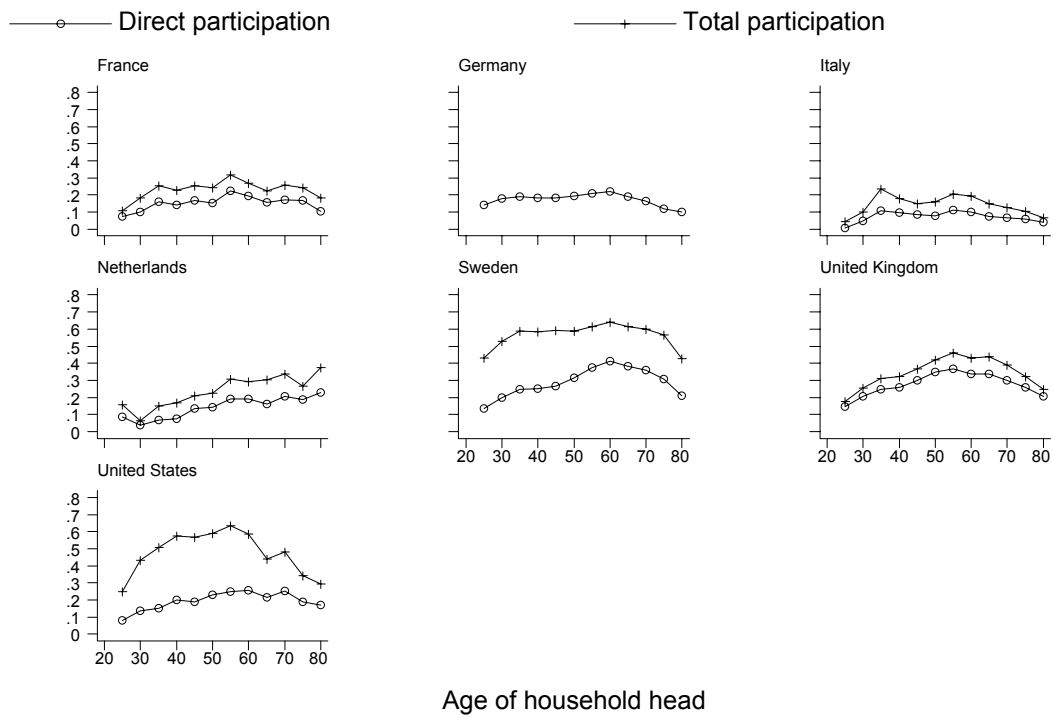 Direct participation
Total participation
France
Germany
Italy
.8
.7
.6
.5
.4
.3
.2
.1
0
Netherlands
Sweden
United Kingdom
.8
.7
.6
.5
.4
.3
.2
.1
0
20 30 40 50 60 70 80
20 30 40 50 60 70 80
United States
.8
.7
.6
.5
.4
.3
.2
.1
0
20 30 40 50 60 70 80
Age of household head